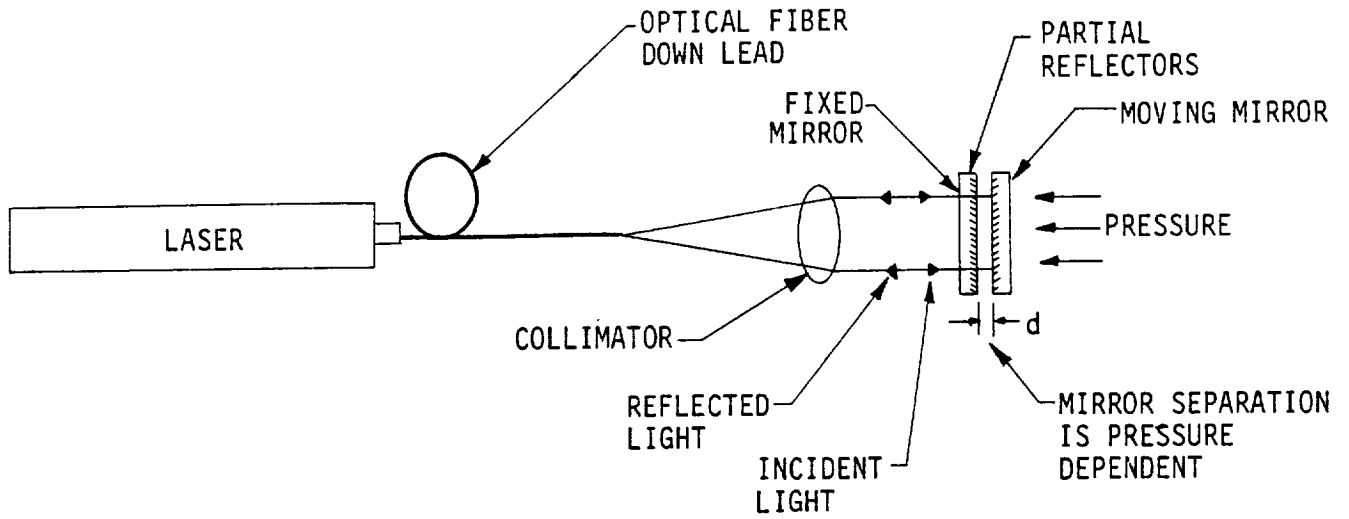 OPTICAL FIBER
DOWN LEAD
PARTIAL
REFLECTORS
FIXED
MIRROR
MOVING MIRROR
LASER
PRESSURE
COLLIMATOR
d
REFLECTED
LIGHT
INCIDENT
LIGHT
MIRROR SEPARATION
IS PRESSURE
DEPENDENT